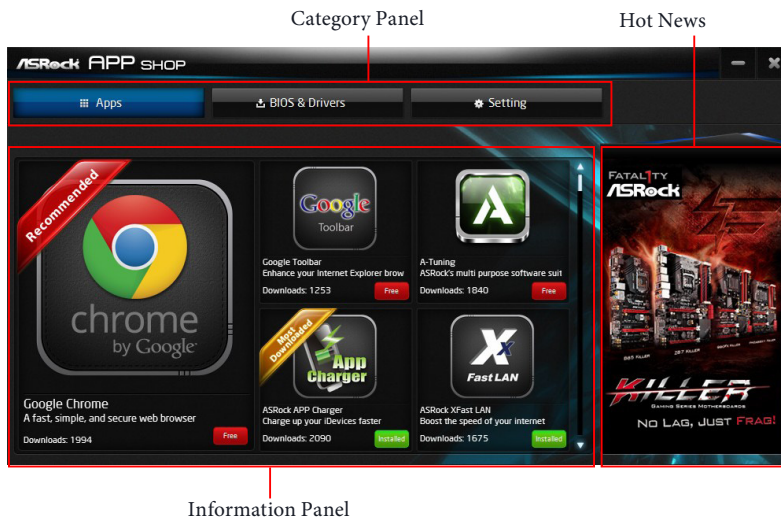 Category Panel
Hot News
ASRock APP SHOP
Apps
BIOS & Drivers
Setting
Recommended
chrome
by Google
Google Chrome
A fast, simple, and secure web browser
Downloads: 1994
Free
Google
Toolbar
Google Toolbar
Enhance your Internet Explorer brow
Downloads: 1253
Free
A-Tuning
ASRock's multi purpose software suit
Downloads: 1840
Free
Most
Downloaded
App
Charger
ASRock APP Charger
Charge up your iDevices faster
Downloads: 2090
Installed
Fast LAN
ASRock XFast LAN
Boost the speed of your internet
Downloads: 1675
Installed
FATAL1TY
ASRock
B85 KILLER
Z87 KILLER
KILLER
GAMING SERIES MOTHERBOARDS
NO LAG, JUST FRAG!
Information Panel